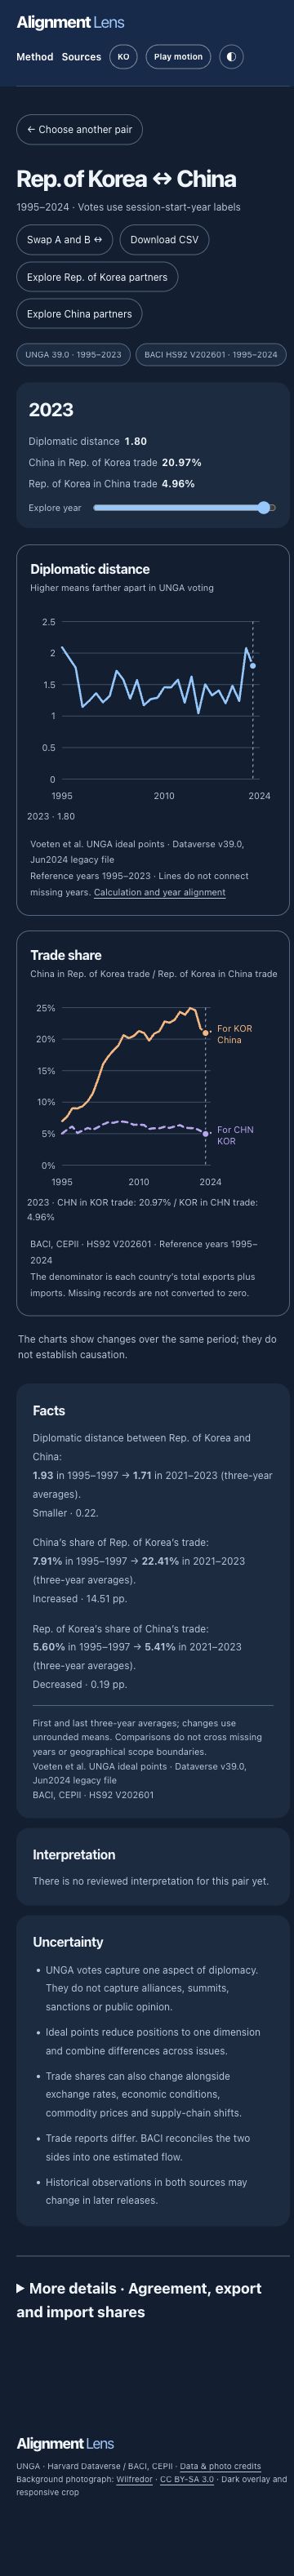 Alignment Lens
Method Sources KO Play motion
← Choose another pair
Rep. of Korea ↔ China
1995–2024 · Votes use session-start-year labels
Swap A and B ↔ Download CSV
Explore Rep. of Korea partners
Explore China partners
UNGA 39.0 · 1995–2023 BACI HS92 V202601 · 1995–2024
2023
Diplomatic distance 1.80
China in Rep. of Korea trade 20.97%
Rep. of Korea in China trade 4.96%
Explore year
Diplomatic distance
Higher means farther apart in UNGA voting
2.5
2
1.5
1
0.5
0
1995 2010 2024
2023 · 1.80
Voeten et al. UNGA ideal points · Dataverse v39.0,
Jun2024 legacy file
Reference years 1995–2023 · Lines do not connect
missing years. Calculation and year alignment
Trade share
China in Rep. of Korea trade / Rep. of Korea in China trade
25%
20%
15%
10%
5%
0%
For KOR
China
For CHN
KOR
1995 2010 2024
2023 · CHN in KOR trade: 20.97% / KOR in CHN trade:
4.96%
BACI, CEPII · HS92 V202601 · Reference years 1995–
2024
The denominator is each country's total exports plus
imports. Missing records are not converted to zero.
The charts show changes over the same period; they do
not establish causation.
Facts
Diplomatic distance between Rep. of Korea and
China:
1.93 in 1995–1997 → 1.71 in 2021–2023 (three-year
averages).
Smaller · 0.22.
China's share of Rep. of Korea's trade:
7.91% in 1995–1997 → 22.41% in 2021–2023
(three-year averages).
Increased · 14.51 pp.
Rep. of Korea's share of China's trade:
5.60% in 1995–1997 → 5.41% in 2021–2023
(three-year averages).
Decreased · 0.19 pp.
First and last three-year averages; changes use
unrounded means. Comparisons do not cross missing
years or geographical scope boundaries.
Voeten et al. UNGA ideal points · Dataverse v39.0,
Jun2024 legacy file
BACI, CEPII · HS92 V202601
Interpretation
There is no reviewed interpretation for this pair yet.
Uncertainty
• UNGA votes capture one aspect of diplomacy.
They do not capture alliances, summits,
sanctions or public opinion.
• Ideal points reduce positions to one dimension
and combine differences across issues.
• Trade shares can also change alongside
exchange rates, economic conditions,
commodity prices and supply-chain shifts.
• Trade reports differ. BACI reconciles the two
sides into one estimated flow.
• Historical observations in both sources may
change in later releases.
▶ More details · Agreement, export
and import shares
Alignment Lens
UNGA · Harvard Dataverse / BACI, CEPII · Data & photo credits
Background photograph: Wilfredor · CC BY-SA 3.0 · Dark overlay and
responsive crop